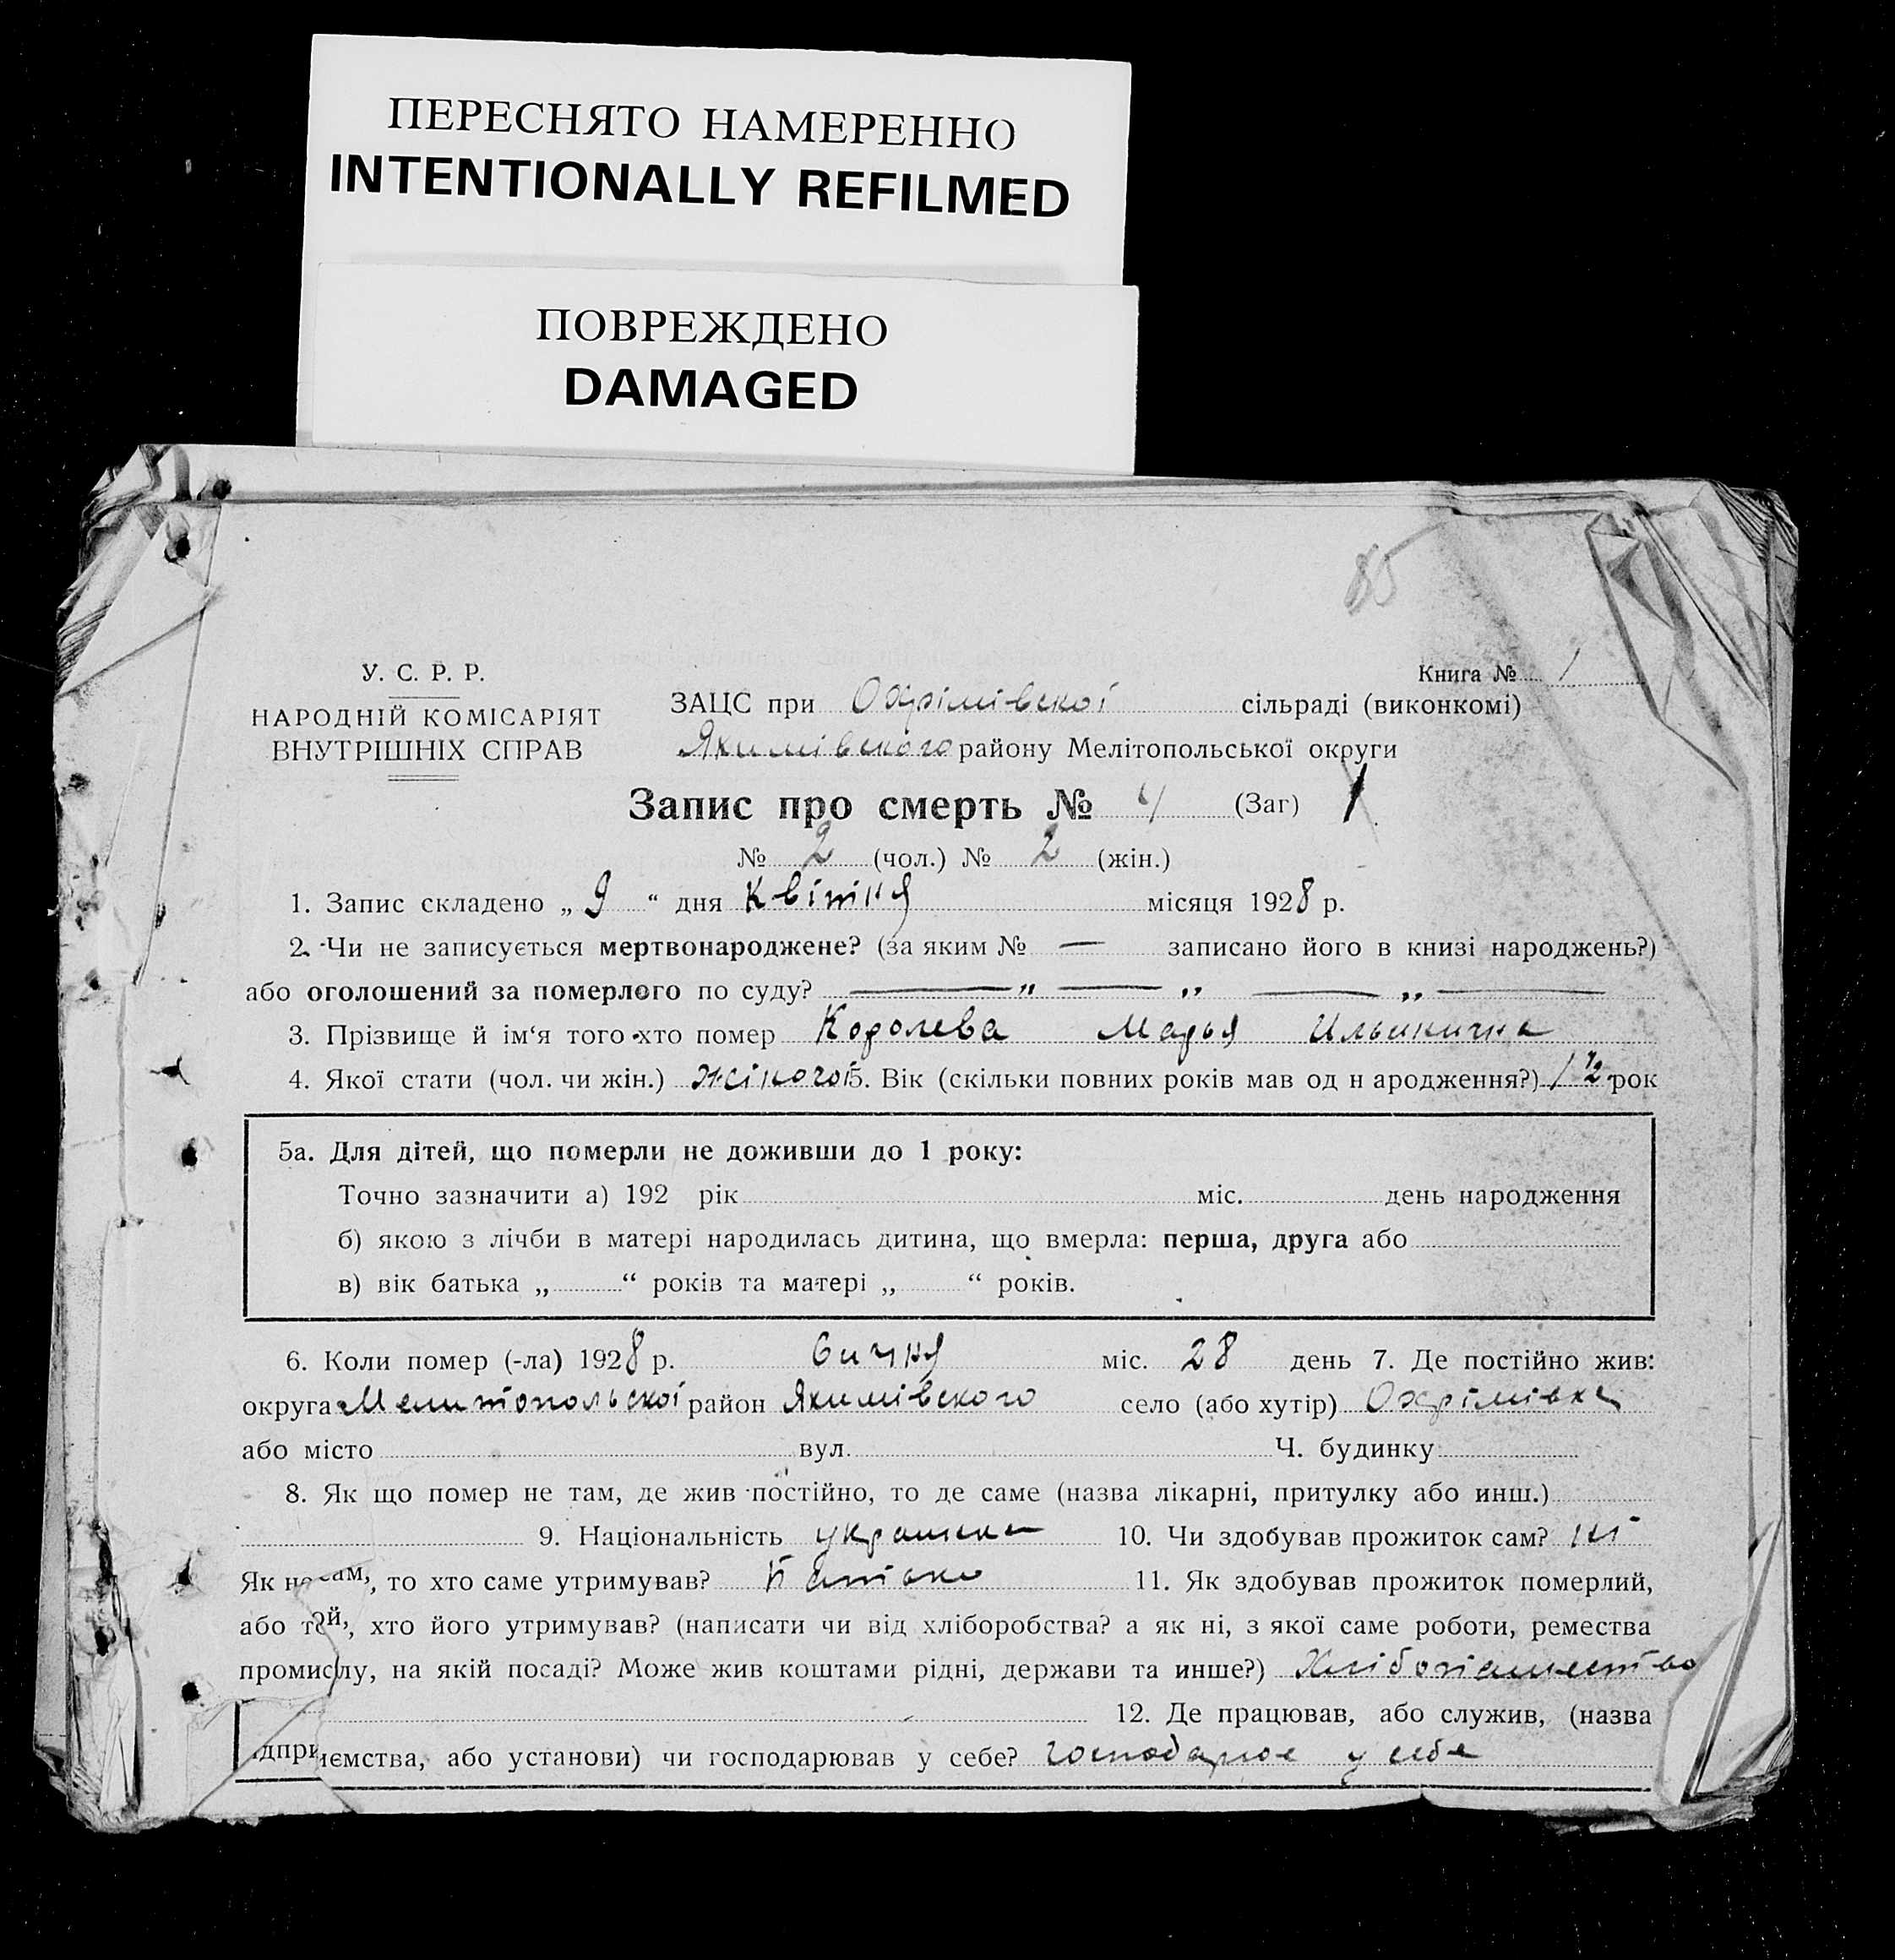 ПЕРЕСНЯТО НАМЕРЕННО
INTENTIONALLY REFILMED
ПОВРЕЖДЕНО
DAMAGED
85
У. С. Р. Р.
НАРОДНІЙ КОМІСАРІЯТ
ВНУТРІШНІХ СПРАВ
Книга № 1
ЗАЦС при Охрімівської сільраді (виконкомі)
Якимівського району Мелітопольської округи
Запис про смерть № 4 (Заг) 1
№ 2 (чол.) № 2 (жін.)
1. Запис складено „ 9 “ дня Квітня місяця 1928 р.
2. Чи не записується мертвонароджене? (за яким № — записано його в книзі народжень?)
або оголошений за померлого по суду? — „ — „ — „ —
3. Прізвище й ім‘я того хто помер Королева Марья Ильинична
4. Якої стати (чол. чи жін.) жіночої 5. Вік (скільки повних років мав од н ародження?) 1 ½ рок
5а. Для дітей, що померли не доживши до 1 року:
Точно зазначити а) 192 рік міс. день народження
б) якою з лічби в матері народилась дитина, що вмерла: перша, друга або
в) вік батька „ “ років та матері „ “ років.
6. Коли помер (-ла) 1928 р. Сичня міс. 28 день 7. Де постійно жив:
округа Мелитопольскої район Якимівского село (або хутір) Охрімівка
або місто вул. Ч. будинку
8. Як що помер не там, де жив постійно, то де саме (назва лікарні, притулку або инш.)
9. Національність украинка 10. Чи здобував прожиток сам? ні
Як не сам, то хто саме утримував? Батько 11. Як здобував прожиток померлий,
або той, хто його утримував? (написати чи від хліборобства? а як ні, з якої саме роботи, ремества
промислу, на якій посаді? Може жив коштами рідні, держави та инше?)
12. Де працював, або служив, (назва
ідприємства, або установи) чи господарював у себе? господарює у себе